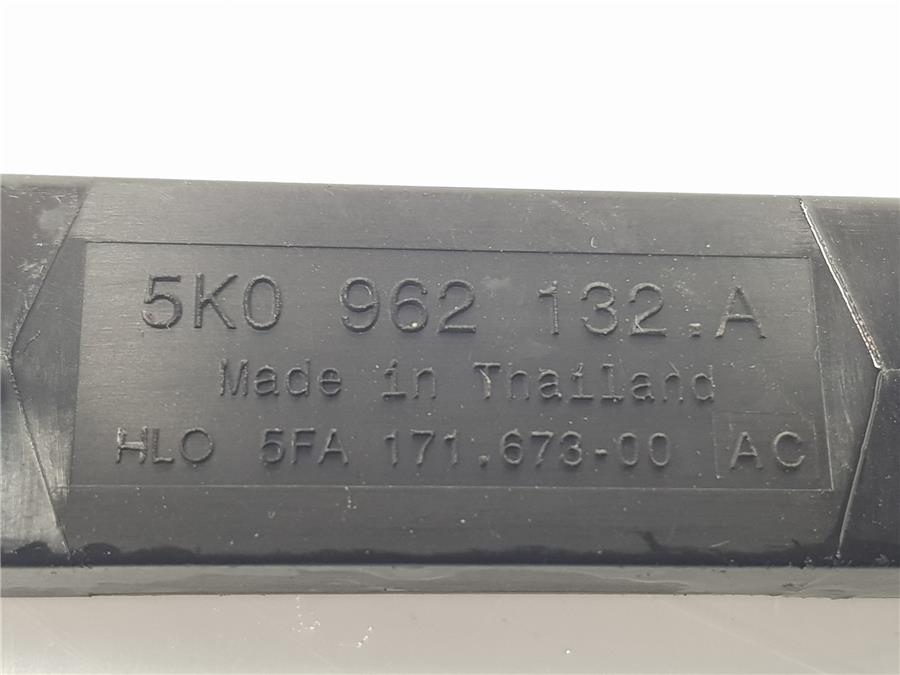 5K0 962 132.A
Made in Thailand
HLO 5FA 171.673-00 AC